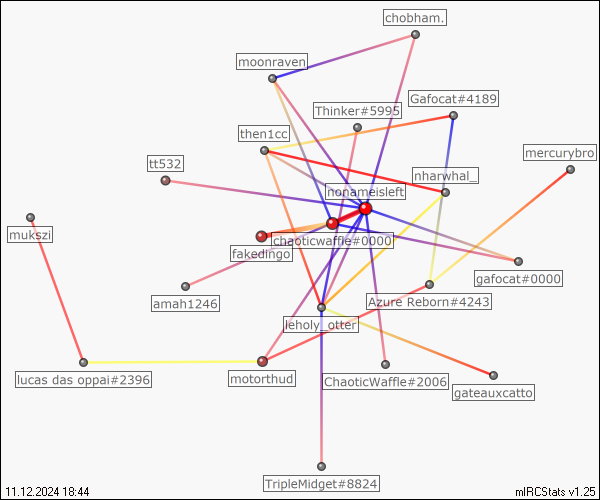 chobham.
moonraven
Gafocat#4189
Thinker#5995
then1cc
mercurybro
tt532
nharwhal_
nonameisleft
mukszi
chaoticwaffle#0000
fakedingo
gafocat#0000
amah1246
Azure Reborn#4243
leholy_otter
lucas das oppai#2396
motorthud
ChaoticWaffle#2006
gateauxcatto
TripleMidget#8824
11.12.2024 18:44
mIRCStats v1.25